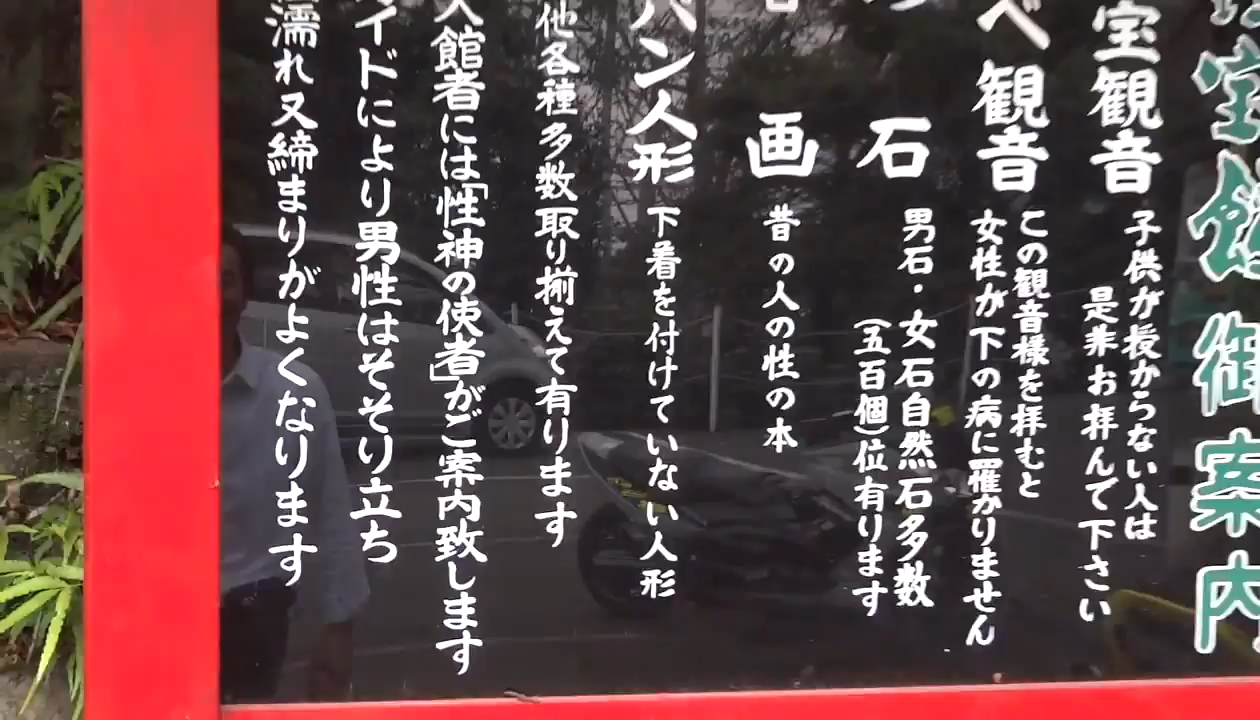 宝館御案内
宝観音
子供が授からない人は
是非お拝んで下さい
べ観音
この観音様を拝むと
女性が下の病に罹かりません
石
男石・女石自然石多数
(五百個)位有ります
画
昔の人の性の本
パン人形
下着を付けていない人形
他各種多数取り揃えて有ります
入館者には「性神の使者」がご案内致します
イドにより男性はそそり立ち
濡れ又締まりがよくなります